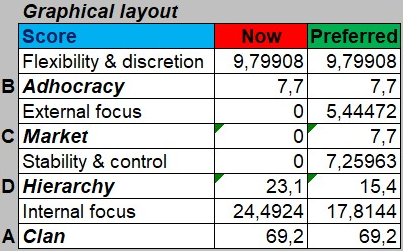 Graphical layout
Score Now Preferred
Flexibility & discretion 9,79908 9,79908
B Adhocracy 7,7 7,7
External focus 0 5,44472
C Market 0 7,7
Stability & control 0 7,25963
D Hierarchy 23,1 15,4
Internal focus 24,4924 17,8144
A Clan 69,2 69,2